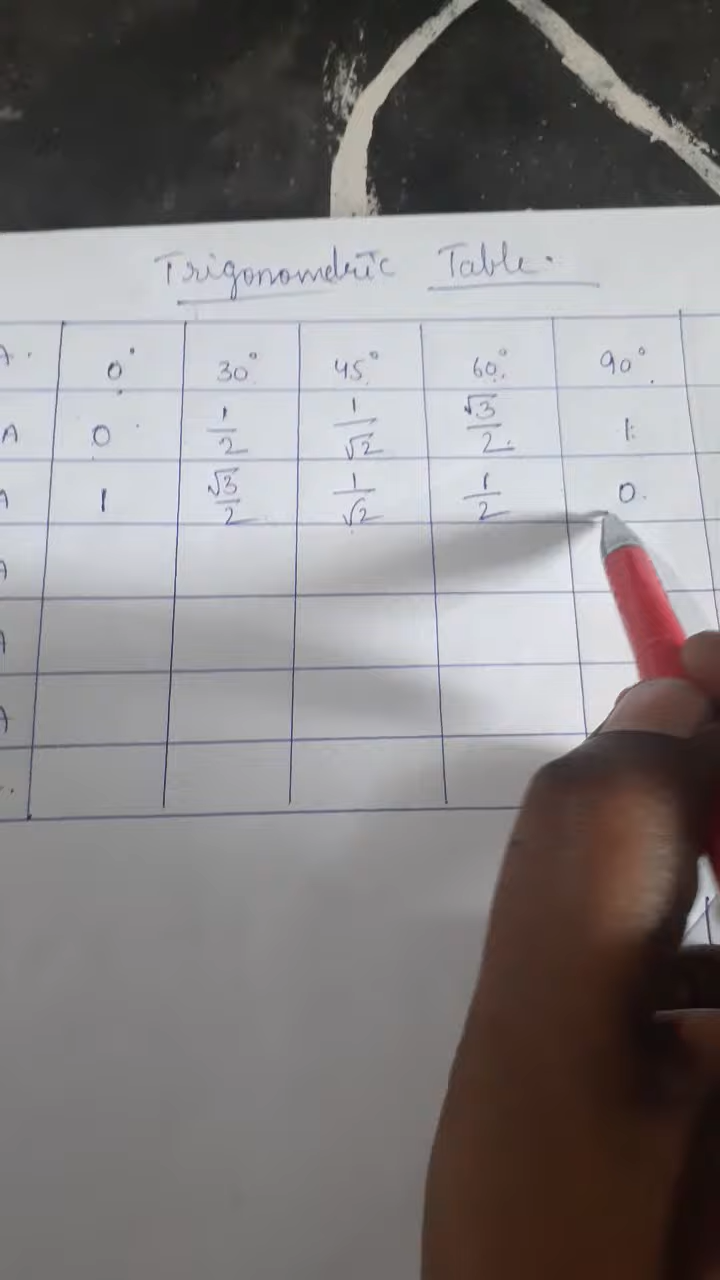 Trigonometric Table.
A. 0° 30° 45° 60° 90°
A 0 1/2 1/√2 √3/2 1
A 1 √3/2 1/√2 1/2 0
A
A
A